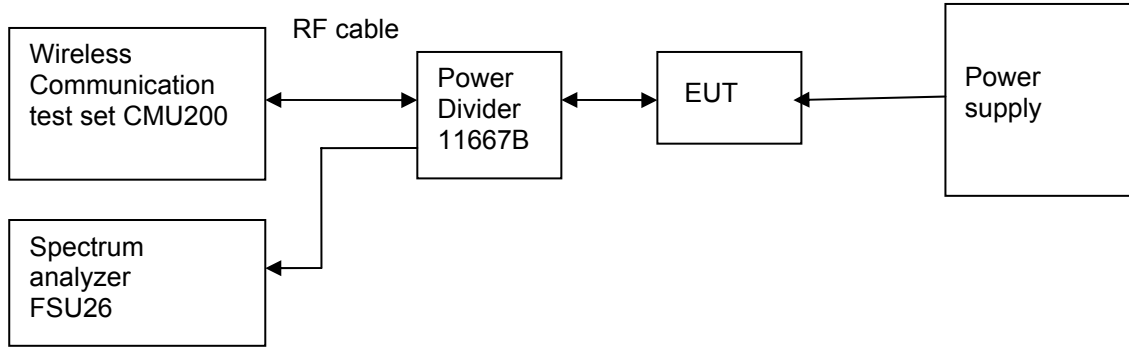 RF cable
Wireless
Communication
test set CMU200
Power
Divider
11667B
EUT
Power
supply
Spectrum
analyzer
FSU26